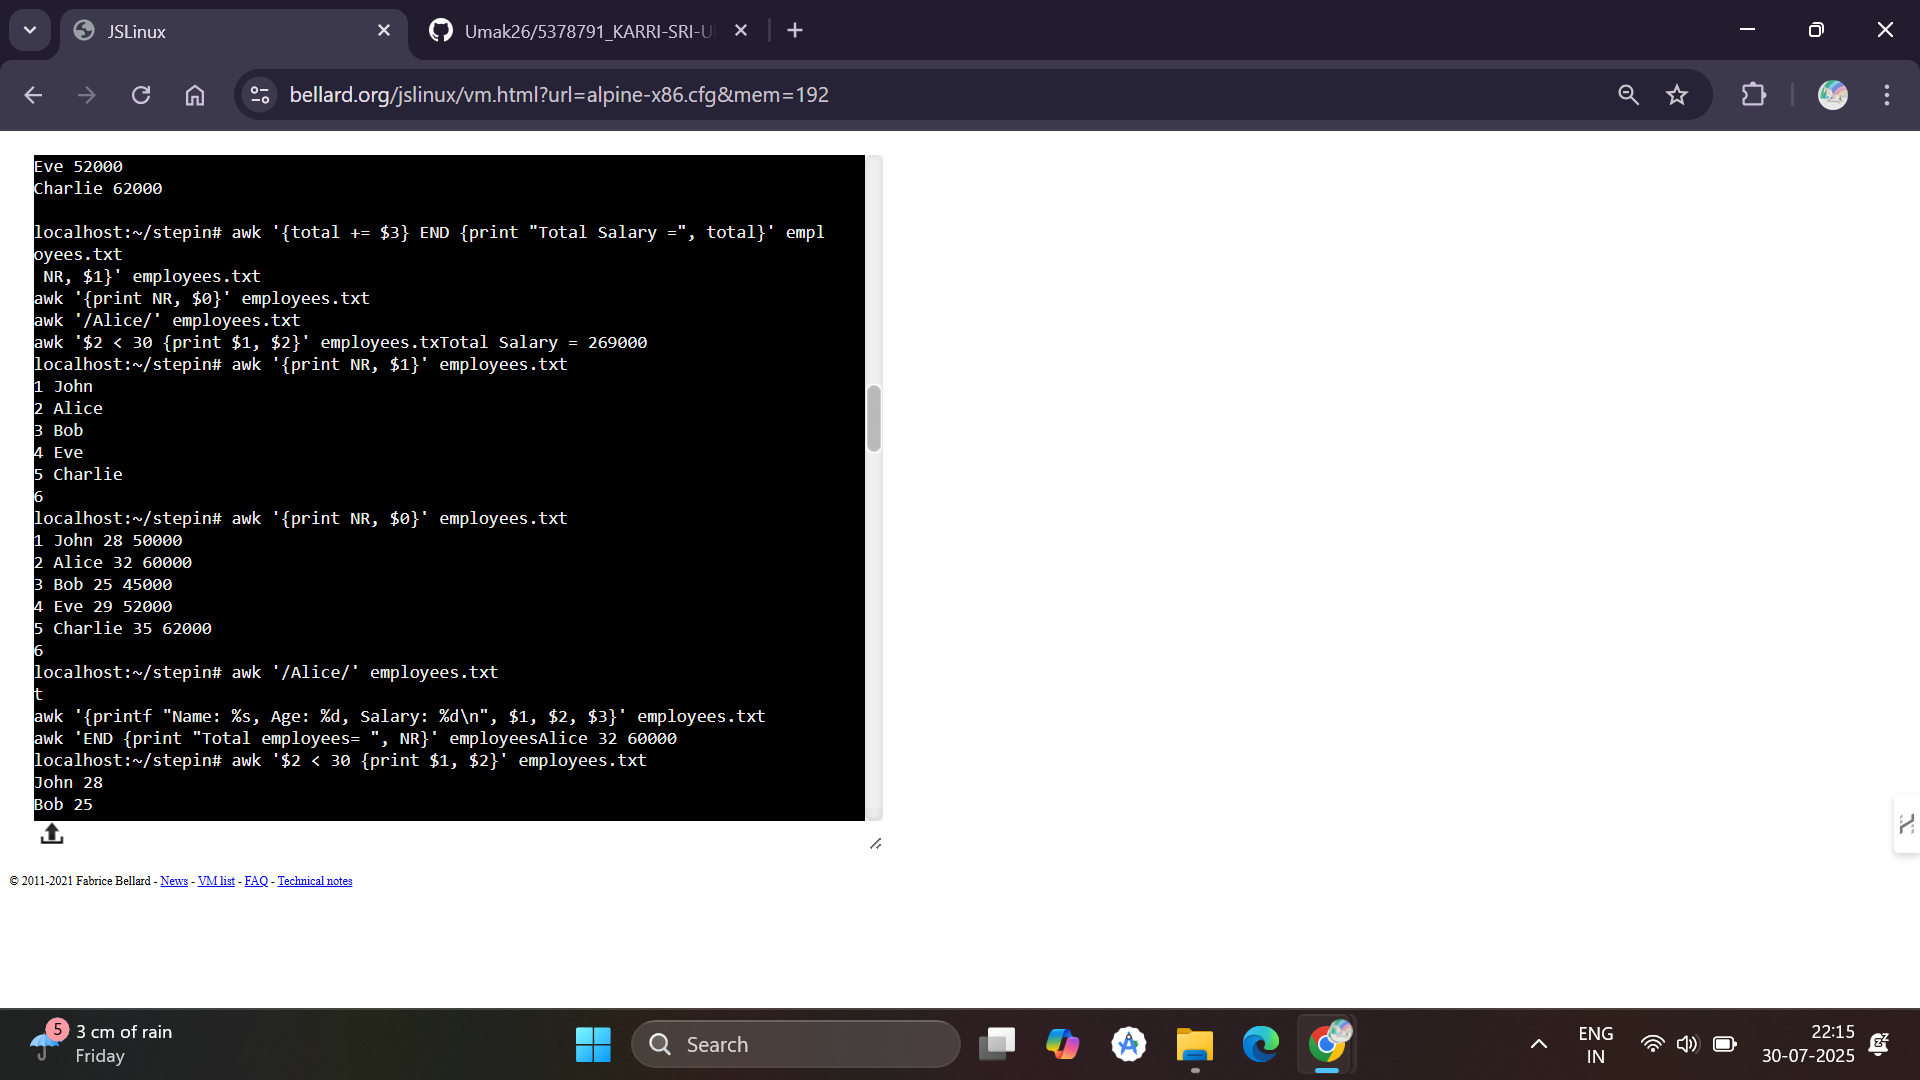 JSLinux
Umak26/5378791_KARRI-SRI-U
bellard.org/jslinux/vm.html?url=alpine-x86.cfg&mem=192
Eve 52000
Charlie 62000
localhost:~/stepin# awk '{total += $3} END {print "Total Salary =", total}' empl
oyees.txt
 NR, $1}' employees.txt
awk '{print NR, $0}' employees.txt
awk '/Alice/' employees.txt
awk '$2 < 30 {print $1, $2}' employees.txTotal Salary = 269000
localhost:~/stepin# awk '{print NR, $1}' employees.txt
1 John
2 Alice
3 Bob
4 Eve
5 Charlie
6
localhost:~/stepin# awk '{print NR, $0}' employees.txt
1 John 28 50000
2 Alice 32 60000
3 Bob 25 45000
4 Eve 29 52000
5 Charlie 35 62000
6
localhost:~/stepin# awk '/Alice/' employees.txt
t
awk '{printf "Name: %s, Age: %d, Salary: %d\n", $1, $2, $3}' employees.txt
awk 'END {print "Total employees= ", NR}' employeesAlice 32 60000
localhost:~/stepin# awk '$2 < 30 {print $1, $2}' employees.txt
John 28
Bob 25
© 2011-2021 Fabrice Bellard - News - VM list - FAQ - Technical notes
5
3 cm of rain
Friday
Search
ENG
IN
22:15
30-07-2025